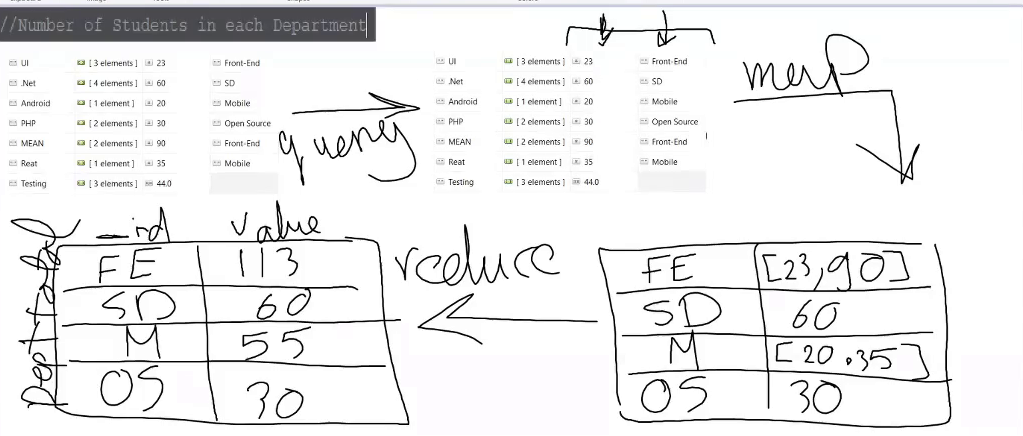 //Number of Students in each Department
UI [ 3 elements ] 23 Front-End
.Net [ 4 elements ] 60 SD
Android [ 1 element ] 20 Mobile
PHP [ 2 elements ] 30 Open Source
MEAN [ 2 elements ] 90 Front-End
Reat [ 1 element ] 35 Mobile
Testing [ 3 elements ] 44.0
query
UI [ 3 elements ] 23 Front-End
.Net [ 4 elements ] 60 SD
Android [ 1 element ] 20 Mobile
PHP [ 2 elements ] 30 Open Source
MEAN [ 2 elements ] 90 Front-End
Reat [ 1 element ] 35 Mobile
Testing [ 3 elements ] 44.0
map
FE [23,90]
SD 60
M [20.35]
OS 30
reduce
_id value
FE 113
SD 60
M 55
OS 30